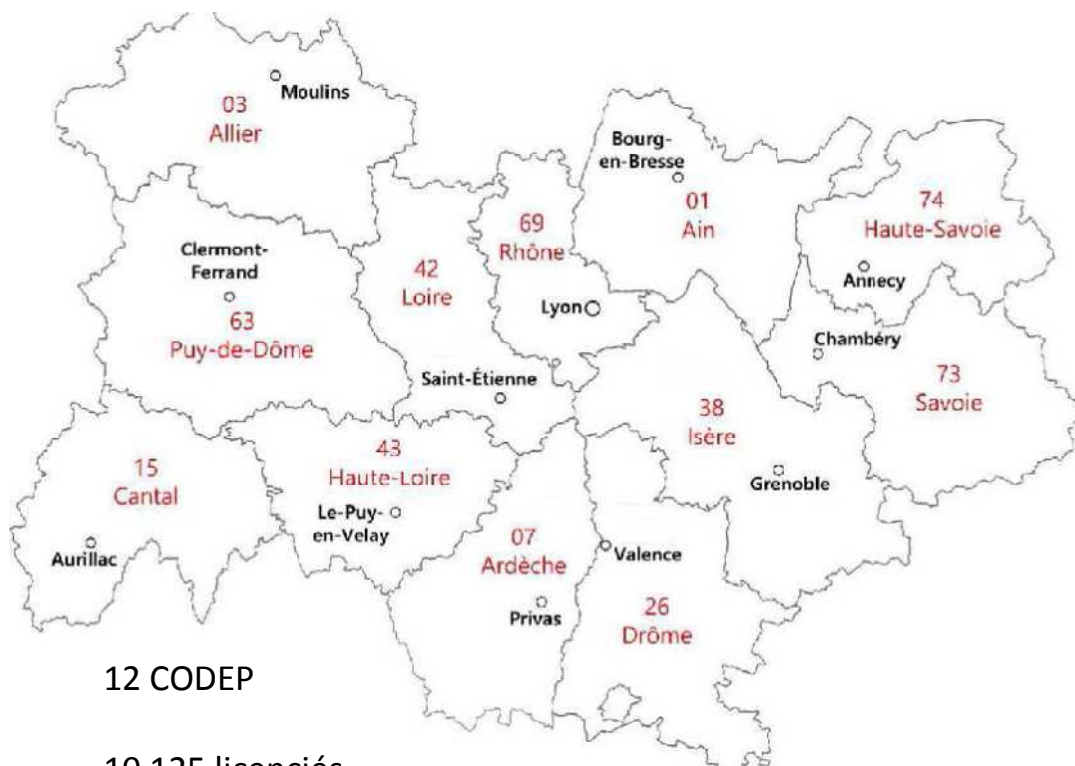 Moulins
03
Allier
Bourg-
en-Bresse
01
Ain
74
Haute-Savoie
69
Rhône
Clermont-
Ferrand
42
Loire
Annecy
Lyon
63
Puy-de-Dôme
Chambéry
Saint-Étienne
73
Savoie
38
Isère
43
Haute-Loire
15
Cantal
Grenoble
Le-Puy-
en-Velay
07
Ardèche
Aurillac
Valence
Privas
26
Drôme
12 CODEP
licenciés